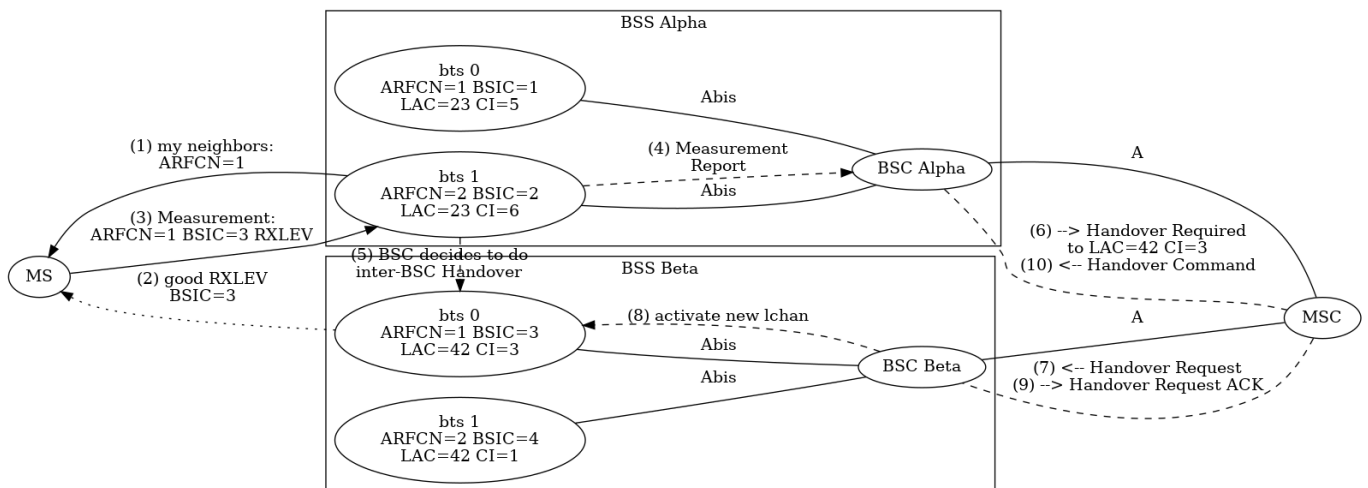 BSS Alpha
bts 0
ARFCN=1 BSIC=1
LAC=23 CI=5
Abis
(1) my neighbors:
ARFCN=1
(4) Measurement
Report
A
BSC Alpha
bts 1
ARFCN=2 BSIC=2
LAC=23 CI=6
Abis
(3) Measurement:
ARFCN=1 BSIC=3 RXLEV
(6) --> Handover Required
to LAC=42 CI=3
(10) <-- Handover Command
(5) BSC decides to do
inter-BSC Handover
BSS Beta
MS
(2) good RXLEV
BSIC=3
bts 0
ARFCN=1 BSIC=3
LAC=42 CI=3
(8) activate new lchan
A
MSC
Abis
BSC Beta
(7) <-- Handover Request
(9) --> Handover Request ACK
Abis
bts 1
ARFCN=2 BSIC=4
LAC=42 CI=1